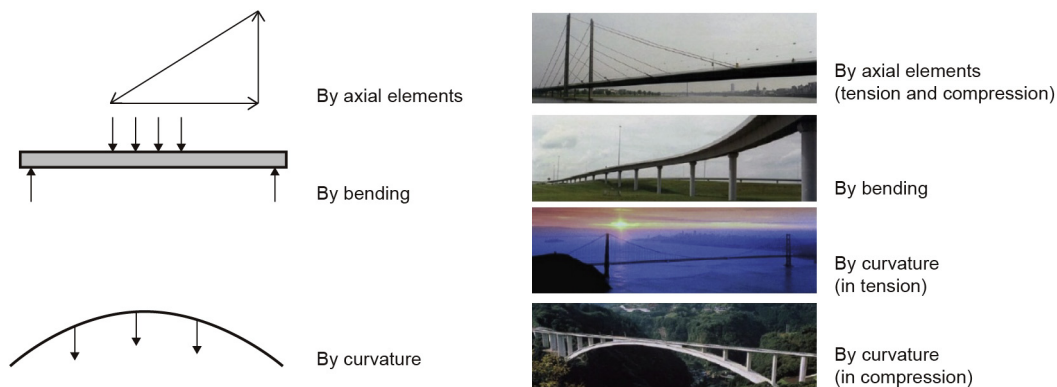 By axial elements
By bending
By curvature
By axial elements
(tension and compression)
By bending
By curvature
(in tension)
By curvature
(in compression)